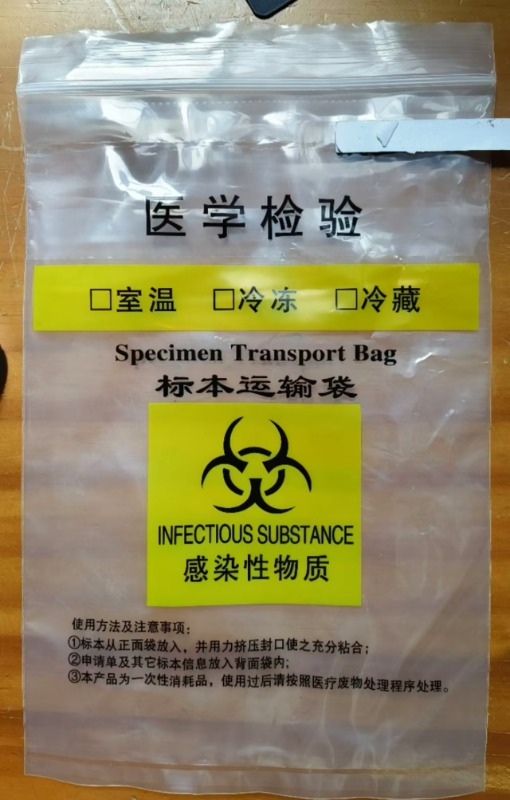 医学检验
□室温 □冷冻 □冷藏
Specimen Transport Bag
标本运输袋
INFECTIOUS SUBSTANCE
感染性物质
使用方法及注意事项：
①标本从正面袋放入，并用力挤压封口使之充分粘合；
②申请单及其它标本信息放入背面袋内；
③本产品为一次性消耗品，使用过后请按照医疗废物处理程序处理。